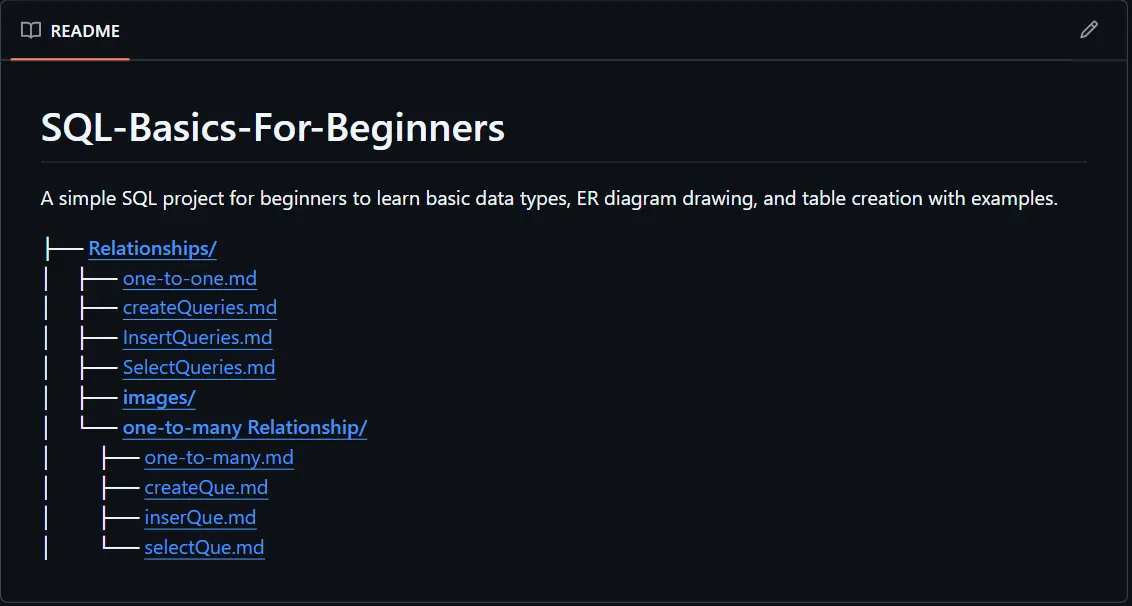 README
SQL-Basics-For-Beginners
A simple SQL project for beginners to learn basic data types, ER diagram drawing, and table creation with examples.
├── Relationships/
│ ├── one-to-one.md
│ ├── createQueries.md
│ ├── InsertQueries.md
│ ├── SelectQueries.md
│ ├── images/
│ └── one-to-many Relationship/
│ ├── one-to-many.md
│ ├── createQue.md
│ ├── inserQue.md
│ └── selectQue.md